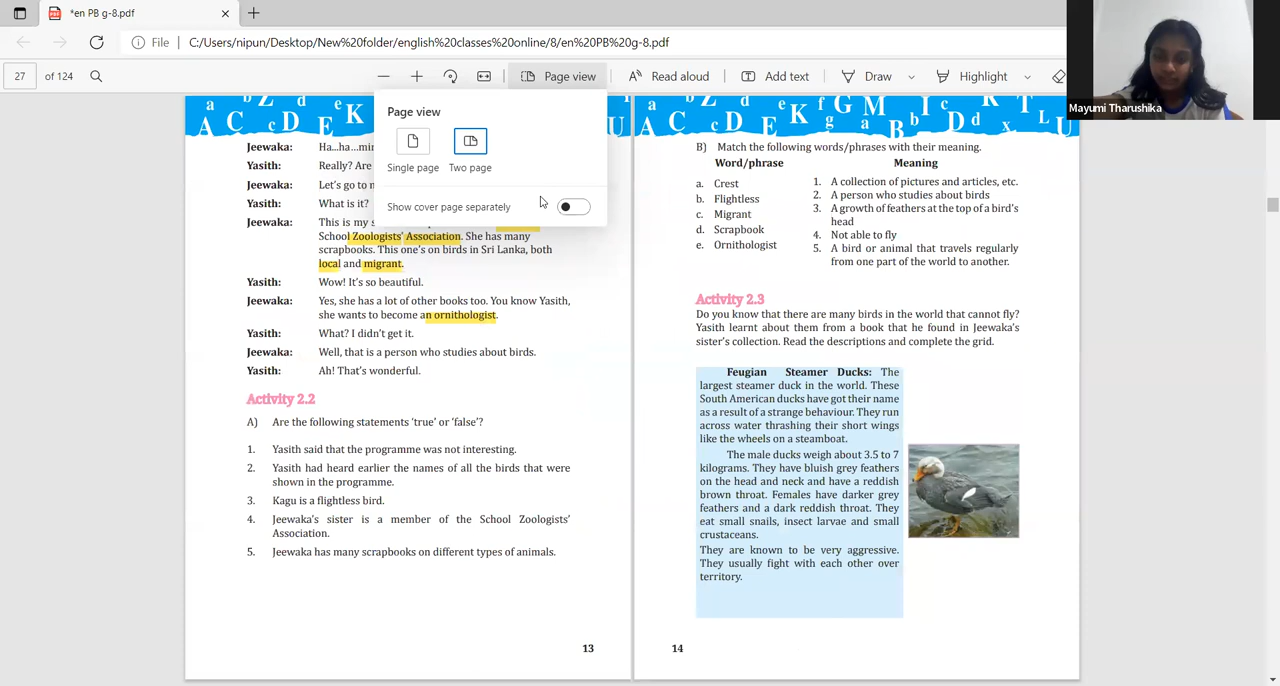 *en PB g-8.pdf
File C:/Users/nipun/Desktop/New%20folder/english%20classes%20online/8/en%20PB%20g-8.pdf
27 of 124 Page view Read aloud Add text Draw Highlight
Mayumi Tharushika
Page view
Single page Two page
Show cover page separately
Jeewaka: Ha...ha...
Yasith: Really? Are
Jeewaka: Let's go to
Yasith: What is it?
Jeewaka: This is my
School Zoologists' Association. She has many
scrapbooks. This one's on birds in Sri Lanka, both
local and migrant.
Yasith: Wow! It's so beautiful.
Jeewaka: Yes, she has a lot of other books too. You know Yasith,
she wants to become an ornithologist.
Yasith: What? I didn't get it.
Jeewaka: Well, that is a person who studies about birds.
Yasith: Ah! That's wonderful.
Activity 2.2
A) Are the following statements 'true' or 'false'?
1. Yasith said that the programme was not interesting.
2. Yasith had heard earlier the names of all the birds that were
shown in the programme.
3. Kagu is a flightless bird.
4. Jeewaka's sister is a member of the School Zoologists'
Association.
5. Jeewaka has many scrapbooks on different types of animals.
13
B) Match the following words/phrases with their meaning.
Word/phrase Meaning
a. Crest
b. Flightless
c. Migrant
d. Scrapbook
e. Ornithologist
1. A collection of pictures and articles, etc.
2. A person who studies about birds
3. A growth of feathers at the top of a bird's
head
4. Not able to fly
5. A bird or animal that travels regularly
from one part of the world to another.
Activity 2.3
Do you know that there are many birds in the world that cannot fly?
Yasith learnt about them from a book that he found in Jeewaka's
sister's collection. Read the descriptions and complete the grid.
Feugian Steamer Ducks: The
largest steamer duck in the world. These
South American ducks have got their name
as a result of a strange behaviour. They run
across water thrashing their short wings
like the wheels on a steamboat.
The male ducks weigh about 3.5 to 7
kilograms. They have bluish grey feathers
on the head and neck and have a reddish
brown throat. Females have darker grey
feathers and a dark reddish throat. They
eat small snails, insect larvae and small
crustaceans.
They are known to be very aggressive.
They usually fight with each other over
territory.
14